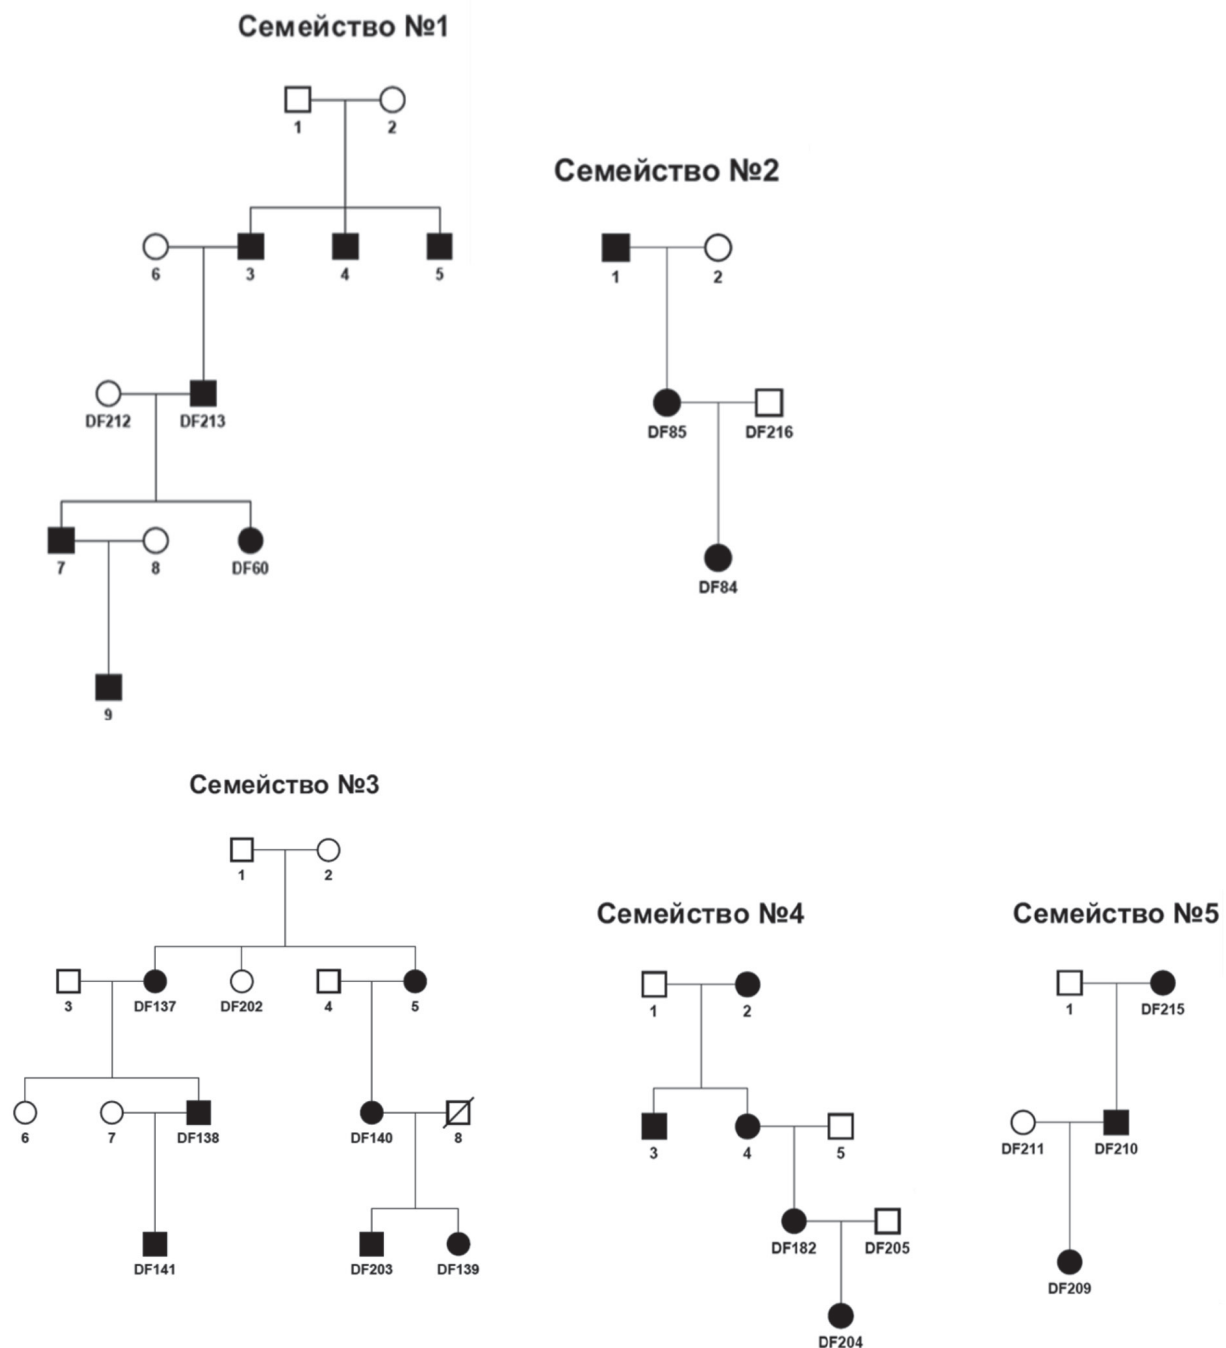 Семейство №1
1 2
Семейство №2
6 3 4 5
1 2
DF212 DF213
DF85 DF216
7 8 DF60
DF84
9
Семейство №3
1 2
Семейство №4
Семейство №5
3 DF137 DF202 4 5
1 2
1 DF215
6 7 DF138 DF140 8
3 4 5
DF211 DF210
DF141 DF203 DF139
DF182 DF205
DF209
DF204